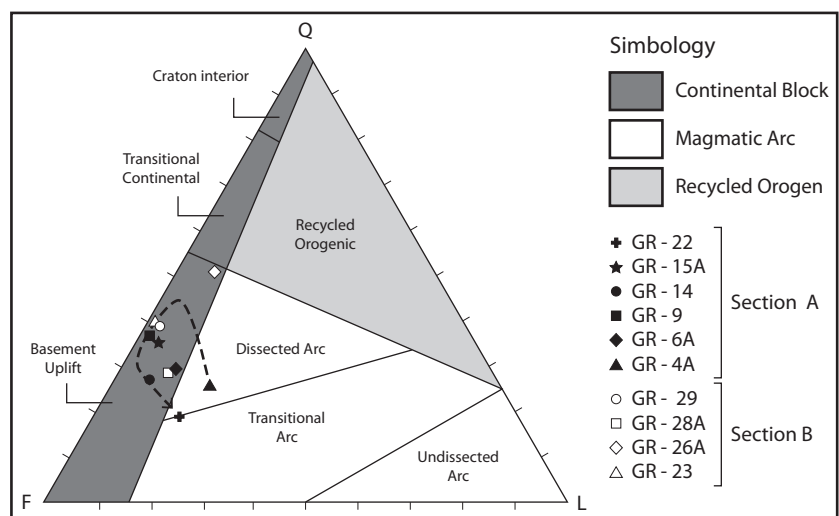 Q
Craton interior
Transitional
Continental
Recycled
Orogenic
Basement
Uplift
Dissected Arc
Transitional
Arc
Undissected
Arc
F
L
Simbology
Continental Block
Magmatic Arc
Recycled Orogen
GR - 22
GR - 15A
GR - 14
GR - 9
GR - 6A
GR - 4A
Section A
GR - 29
GR - 28A
GR - 26A
GR - 23
Section B